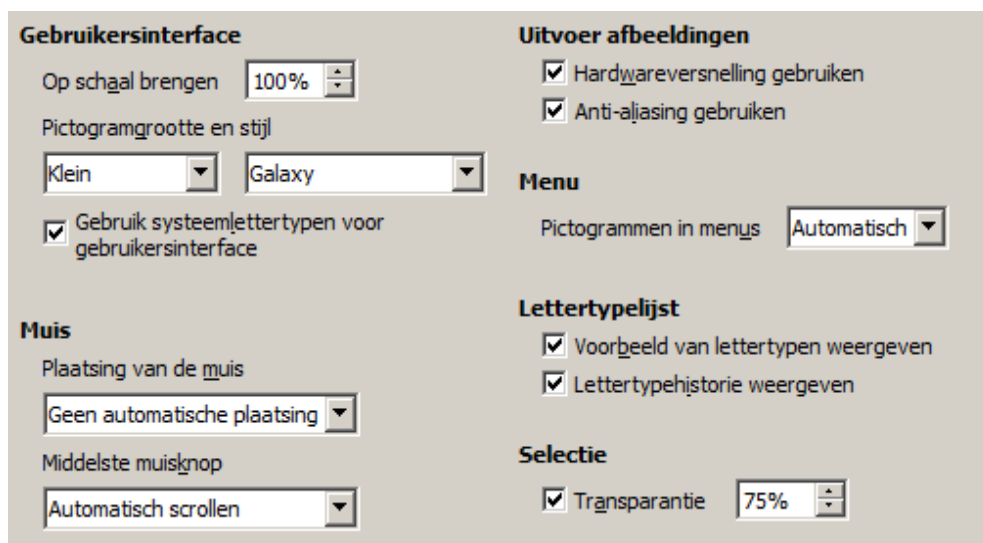 Gebruikersinterface
Op schaal brengen 100%
Pictogramgrootte en stijl
Klein Galaxy
Gebruik systeemlettertypen voor
gebruikersinterface
Muis
Plaatsing van de muis
Geen automatische plaatsing
Middelste muisknop
Automatisch scrollen
Uitvoer afbeeldingen
Hardwareversnelling gebruiken
Anti-aliasing gebruiken
Menu
Pictogrammen in menus Automatisch
Lettertypelijst
Voorbeeld van lettertypen weergeven
Lettertypehistorie weergeven
Selectie
Transparantie 75%